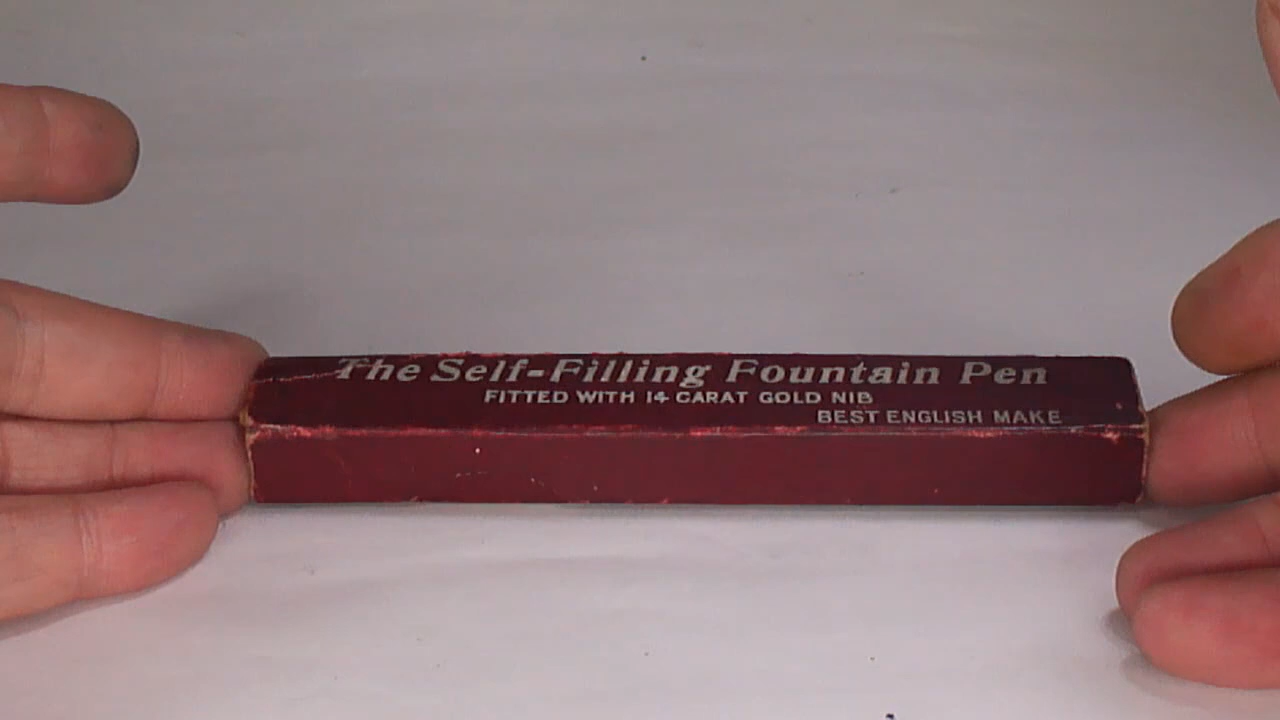 The Self-Filling Fountain Pen
FITTED WITH 14 CARAT GOLD NIB
BEST ENGLISH MAKE